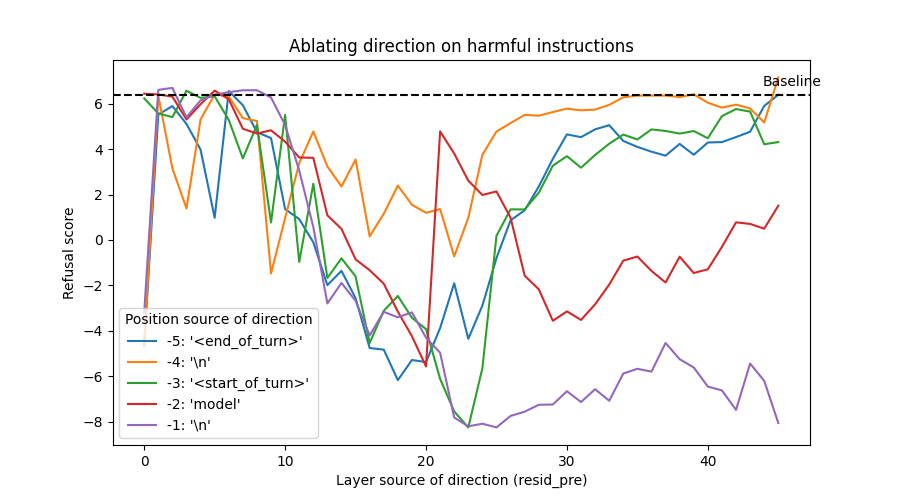 Ablating direction on harmful instructions
Baseline
6
4
2
0
−2
−4
−6
−8
Refusal score
Position source of direction
-5: '<end_of_turn>'
-4: '\n'
-3: '<start_of_turn>'
-2: 'model'
-1: '\n'
0
10
20
30
40
Layer source of direction (resid_pre)